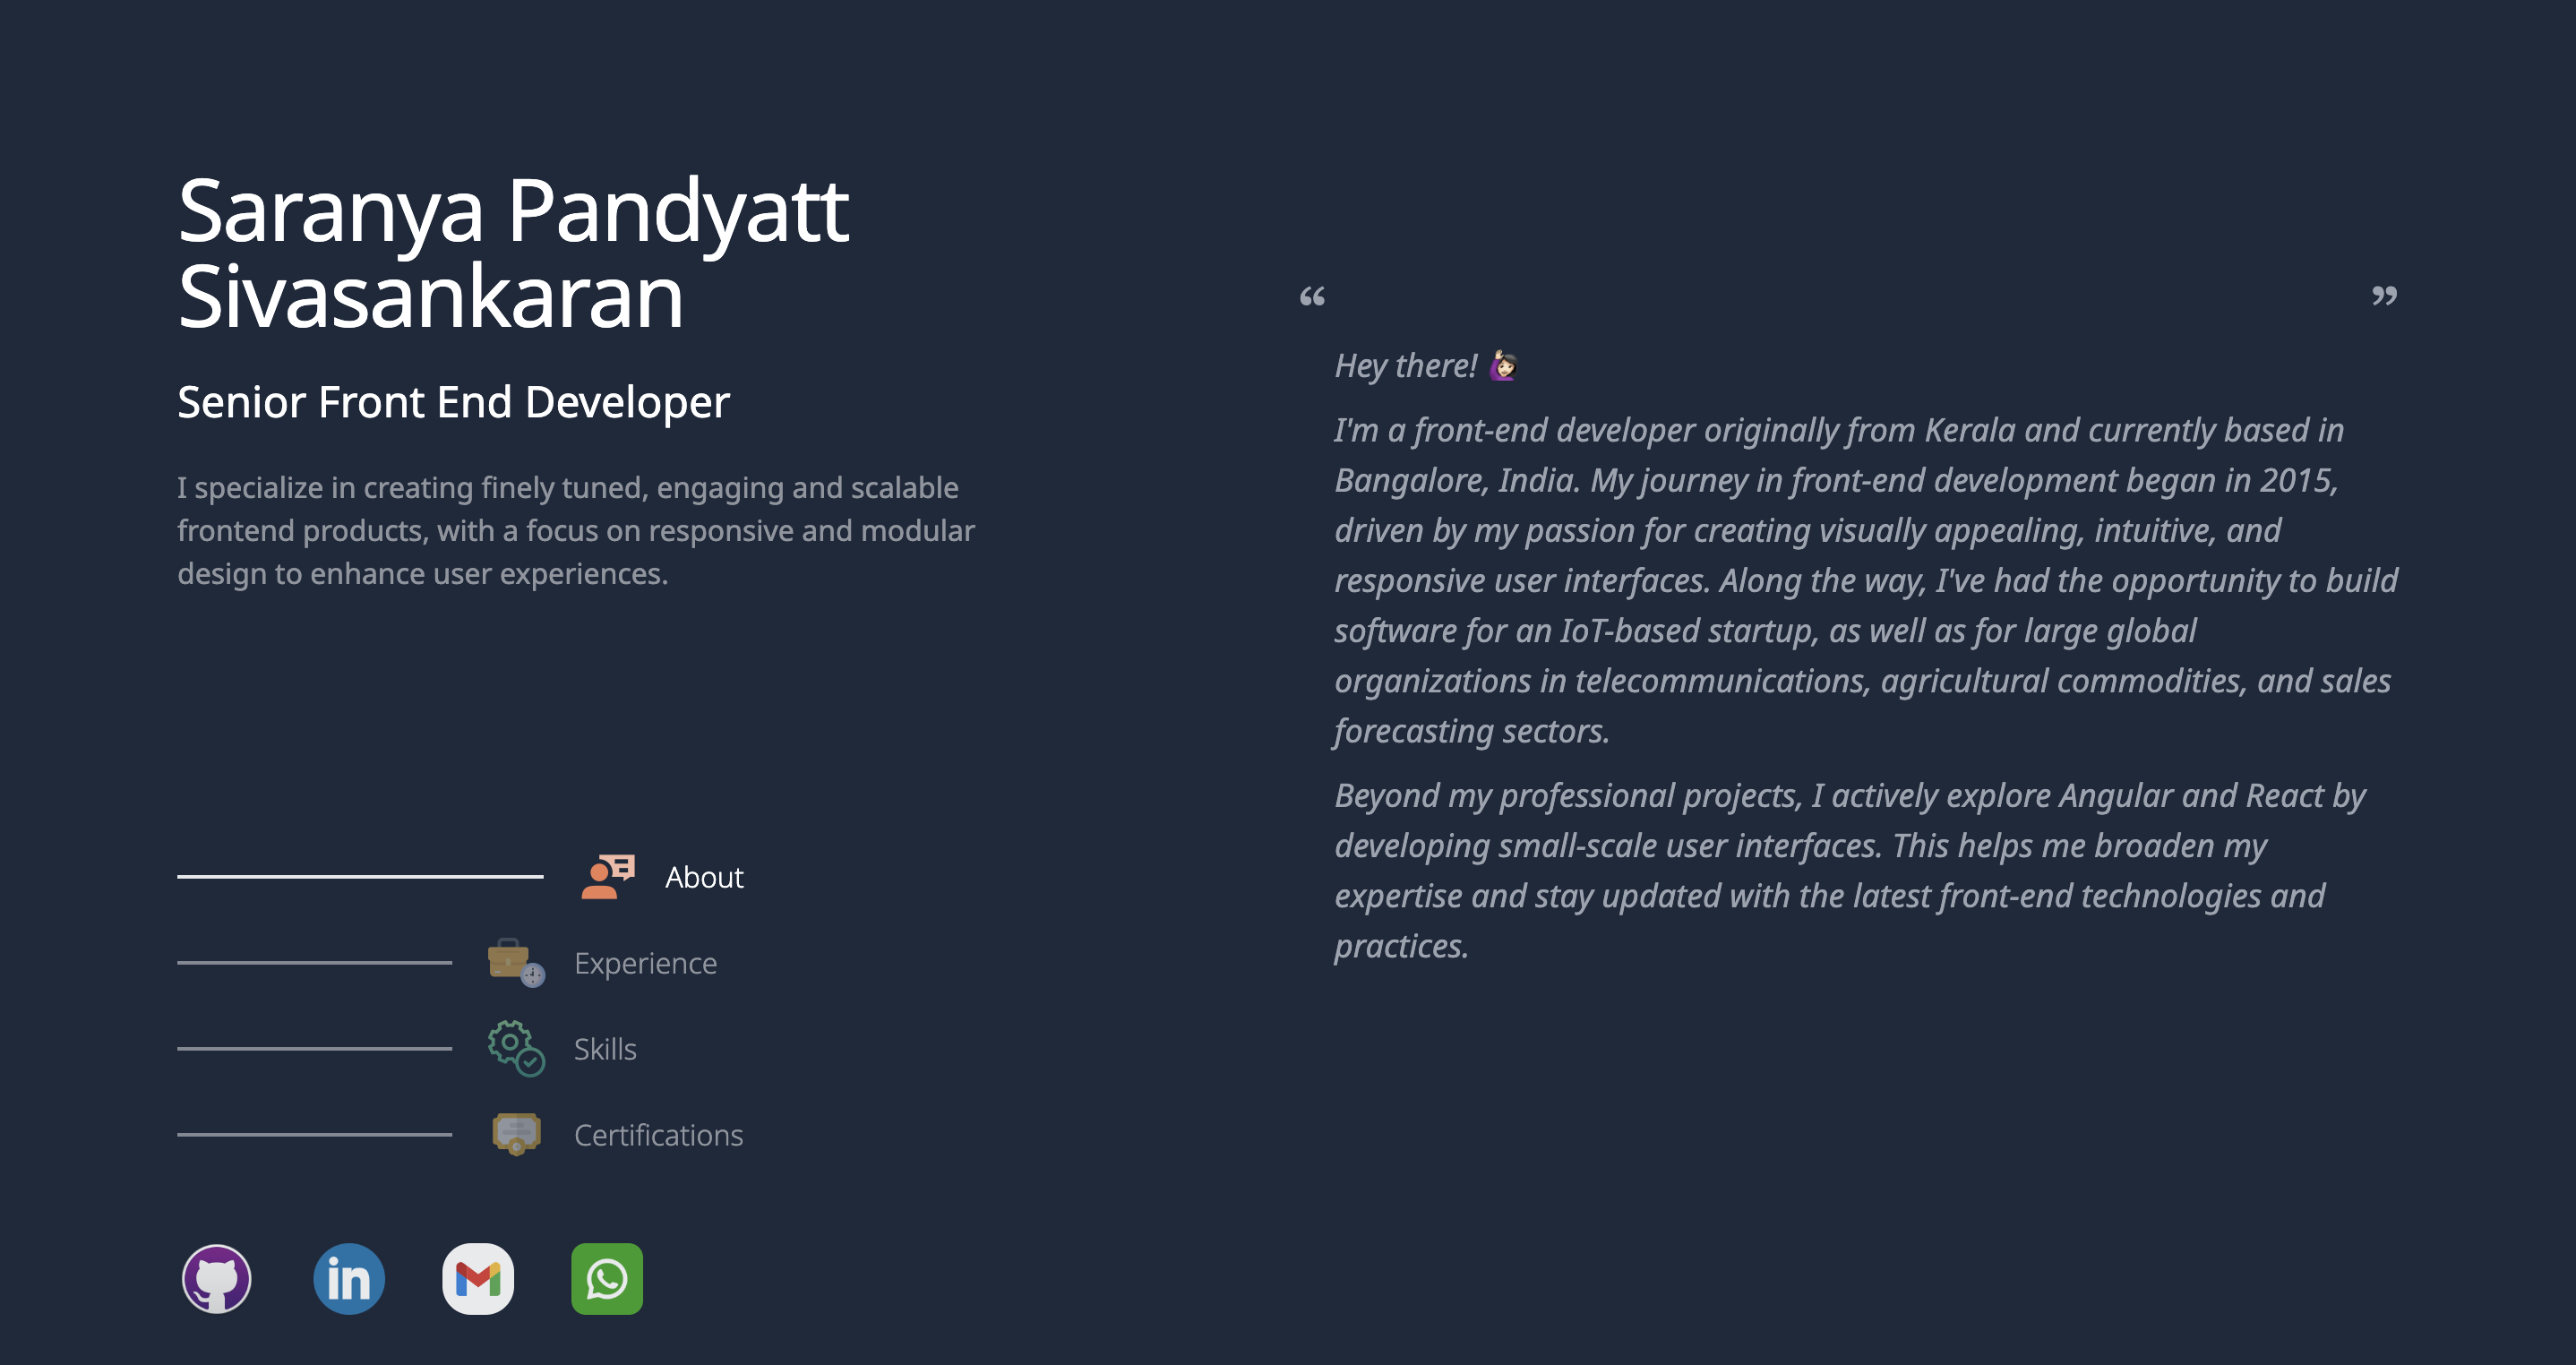 Saranya Pandyatt
Sivasankaran
Senior Front End Developer
I specialize in creating finely tuned, engaging and scalable
frontend products, with a focus on responsive and modular
design to enhance user experiences.
About
Experience
Skills
Certifications
in
“ ”
Hey there! 🙋🏻‍♀️
I'm a front-end developer originally from Kerala and currently based in
Bangalore, India. My journey in front-end development began in 2015,
driven by my passion for creating visually appealing, intuitive, and
responsive user interfaces. Along the way, I've had the opportunity to build
software for an IoT-based startup, as well as for large global
organizations in telecommunications, agricultural commodities, and sales
forecasting sectors.
Beyond my professional projects, I actively explore Angular and React by
developing small-scale user interfaces. This helps me broaden my
expertise and stay updated with the latest front-end technologies and
practices.